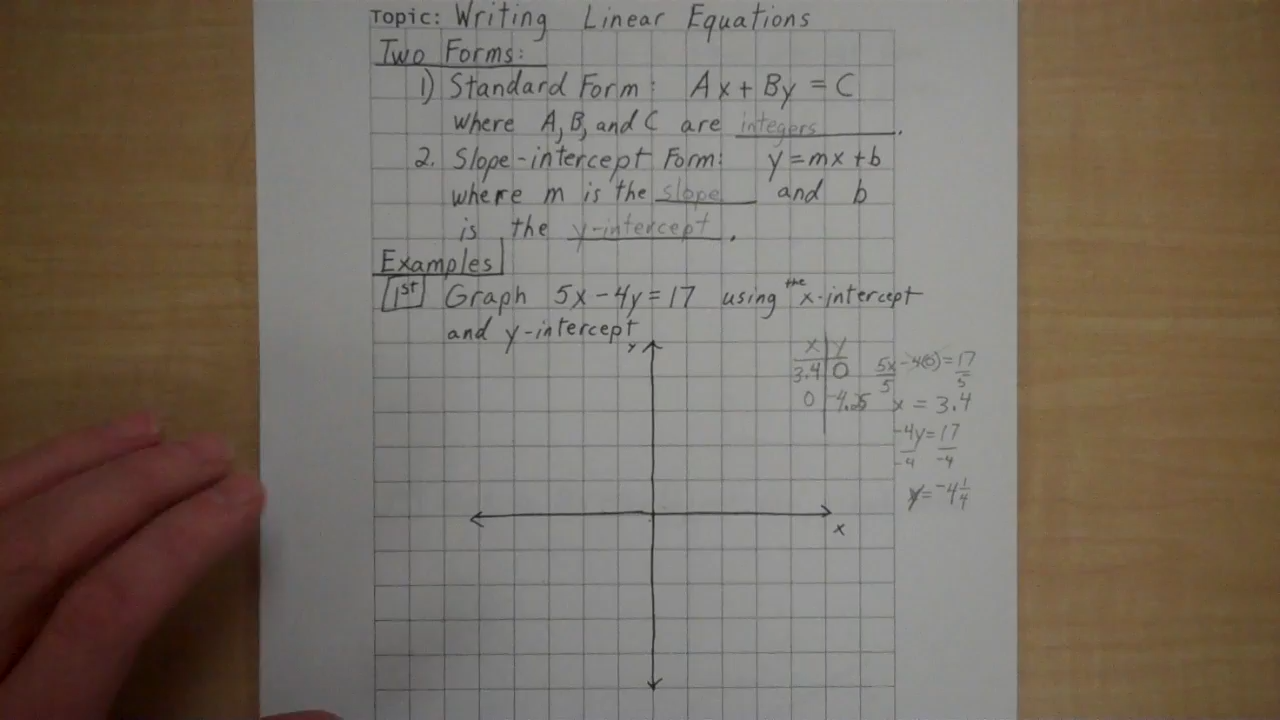 Topic: Writing Linear Equations
Two Forms:
1) Standard Form: Ax + By = C
where A, B, and C are integers.
2. Slope-intercept Form: y = mx + b
where m is the slope and b
is the y-intercept.
Examples
1st Graph 5x - 4y = 17 using the x-intercept
and y-intercept
y
x y
3.4 0
0 -4.25
5x/5 - 4(0) = 17/5
x = 3.4
-4y/-4 = 17/-4
y = -4 1/4
x